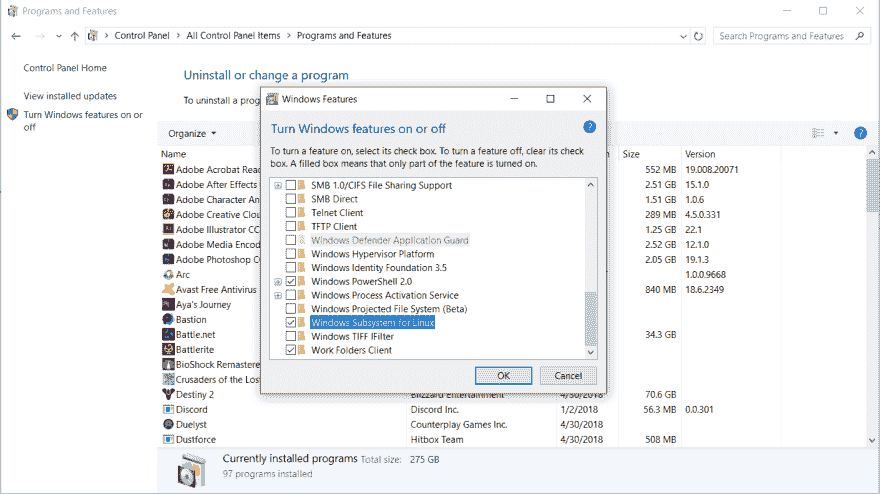 Programs and Features
Control Panel > All Control Panel Items > Programs and Features
Search Programs and Features
Control Panel Home
View installed updates
Turn Windows features on or off
Uninstall or change a program
To uninstall a prog
Organize
Name
Size
Version
Adobe Acrobat Rea
552 MB
19.008.20071
Adobe After Effects
2.51 GB
15.1.0
Adobe Character An
1.51 GB
1.0.6
Adobe Creative Clou
289 MB
4.5.0.331
Adobe Illustrator CC
1.25 GB
22.1
Adobe Media Encod
2.52 GB
12.1.0
Adobe Photoshop C
2.05 GB
19.1.3
Arc
1.0.0.9668
Avast Free Antivirus
840 MB
18.6.2349
Aya's Journey
Bastion
Battle.net
34.3 GB
Battlerite
BioShock Remastere
Crusaders of the Los
Destiny 2
Blizzard Entertainment
4/30/2018
70.6 GB
Discord
Discord Inc.
1/2/2018
56.3 MB
0.0.301
Duelyst
Counterplay Games Inc.
4/30/2018
Dustforce
Hitbox Team
4/30/2018
508 MB
Currently installed programs Total size: 275 GB
97 programs installed
Windows Features
Turn Windows features on or off
To turn a feature on, select its check box. To turn a feature off, clear its check
box. A filled box means that only part of the feature is turned on.
SMB 1.0/CIFS File Sharing Support
SMB Direct
Telnet Client
TFTP Client
Windows Defender Application Guard
Windows Hypervisor Platform
Windows Identity Foundation 3.5
Windows PowerShell 2.0
Windows Process Activation Service
Windows Projected File System (Beta)
Windows Subsystem for Linux
Windows TIFF IFilter
Work Folders Client
OK
Cancel